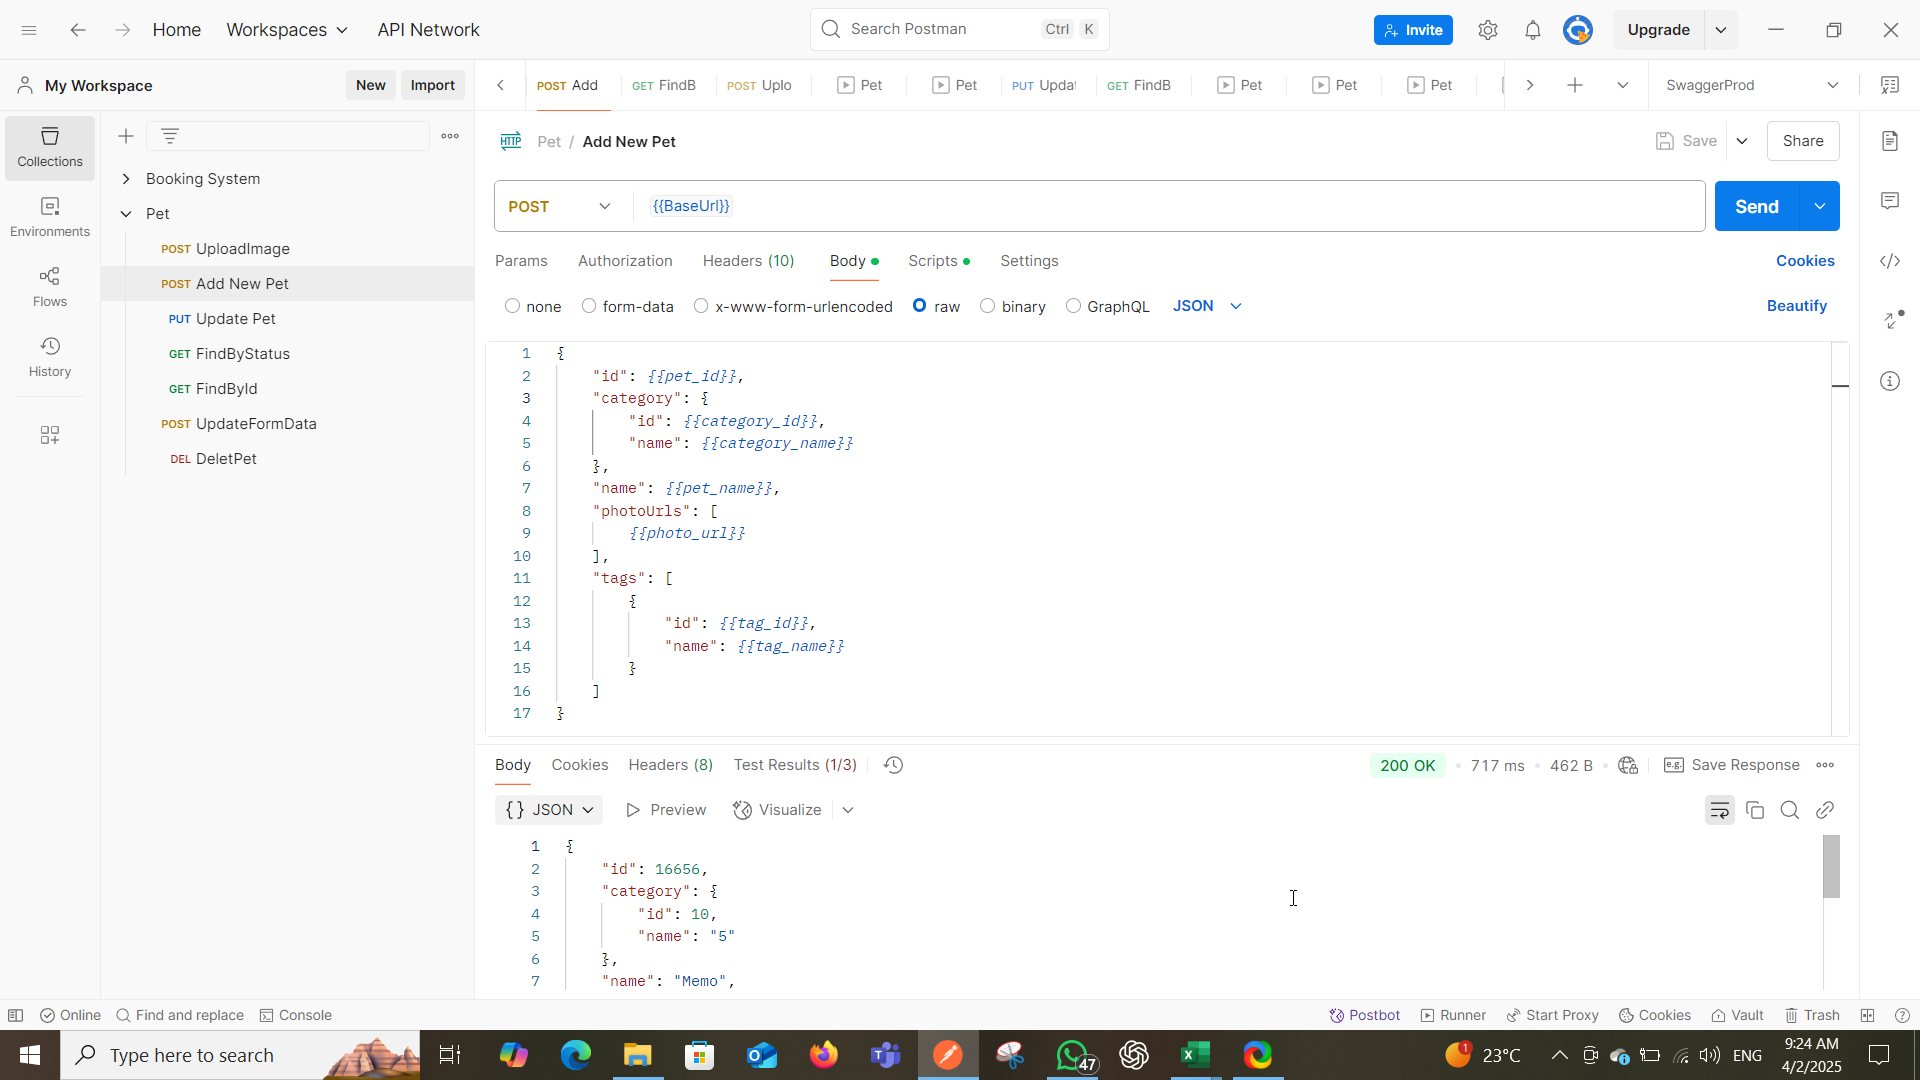 Home
Workspaces
API Network
Search Postman
Ctrl
K
Invite
Upgrade
My Workspace
New
Import
POST Add
GET FindB
POST Uplo
Pet
Pet
PUT Updat
GET FindB
Pet
Pet
Pet
SwaggerProd
Collections
Environments
Flows
History
Booking System
Pet
POST UploadImage
POST Add New Pet
PUT Update Pet
GET FindByStatus
GET FindById
POST UpdateFormData
DEL DeletPet
HTTP
Pet / Add New Pet
Save
Share
POST
{{BaseUrl}}
Send
Params
Authorization
Headers (10)
Body
Scripts
Settings
Cookies
none
form-data
x-www-form-urlencoded
raw
binary
GraphQL
JSON
Beautify
1 {
2 "id": {{pet_id}},
3 "category": {
4 "id": {{category_id}},
5 "name": {{category_name}}
6 },
7 "name": {{pet_name}},
8 "photoUrls": [
9 {{photo_url}}
10 ],
11 "tags": [
12 {
13 "id": {{tag_id}},
14 "name": {{tag_name}}
15 }
16 ]
17 }
Body
Cookies
Headers (8)
Test Results (1/3)
200 OK
717 ms
462 B
e.g.
Save Response
{} JSON
Preview
Visualize
1 {
2 "id": 16656,
3 "category": {
4 "id": 10,
5 "name": "5"
6 },
7 "name": "Memo",
Online
Find and replace
Console
Postbot
Runner
Start Proxy
Cookies
Vault
Trash
Type here to search
47
1
23°C
ENG
9:24 AM
4/2/2025